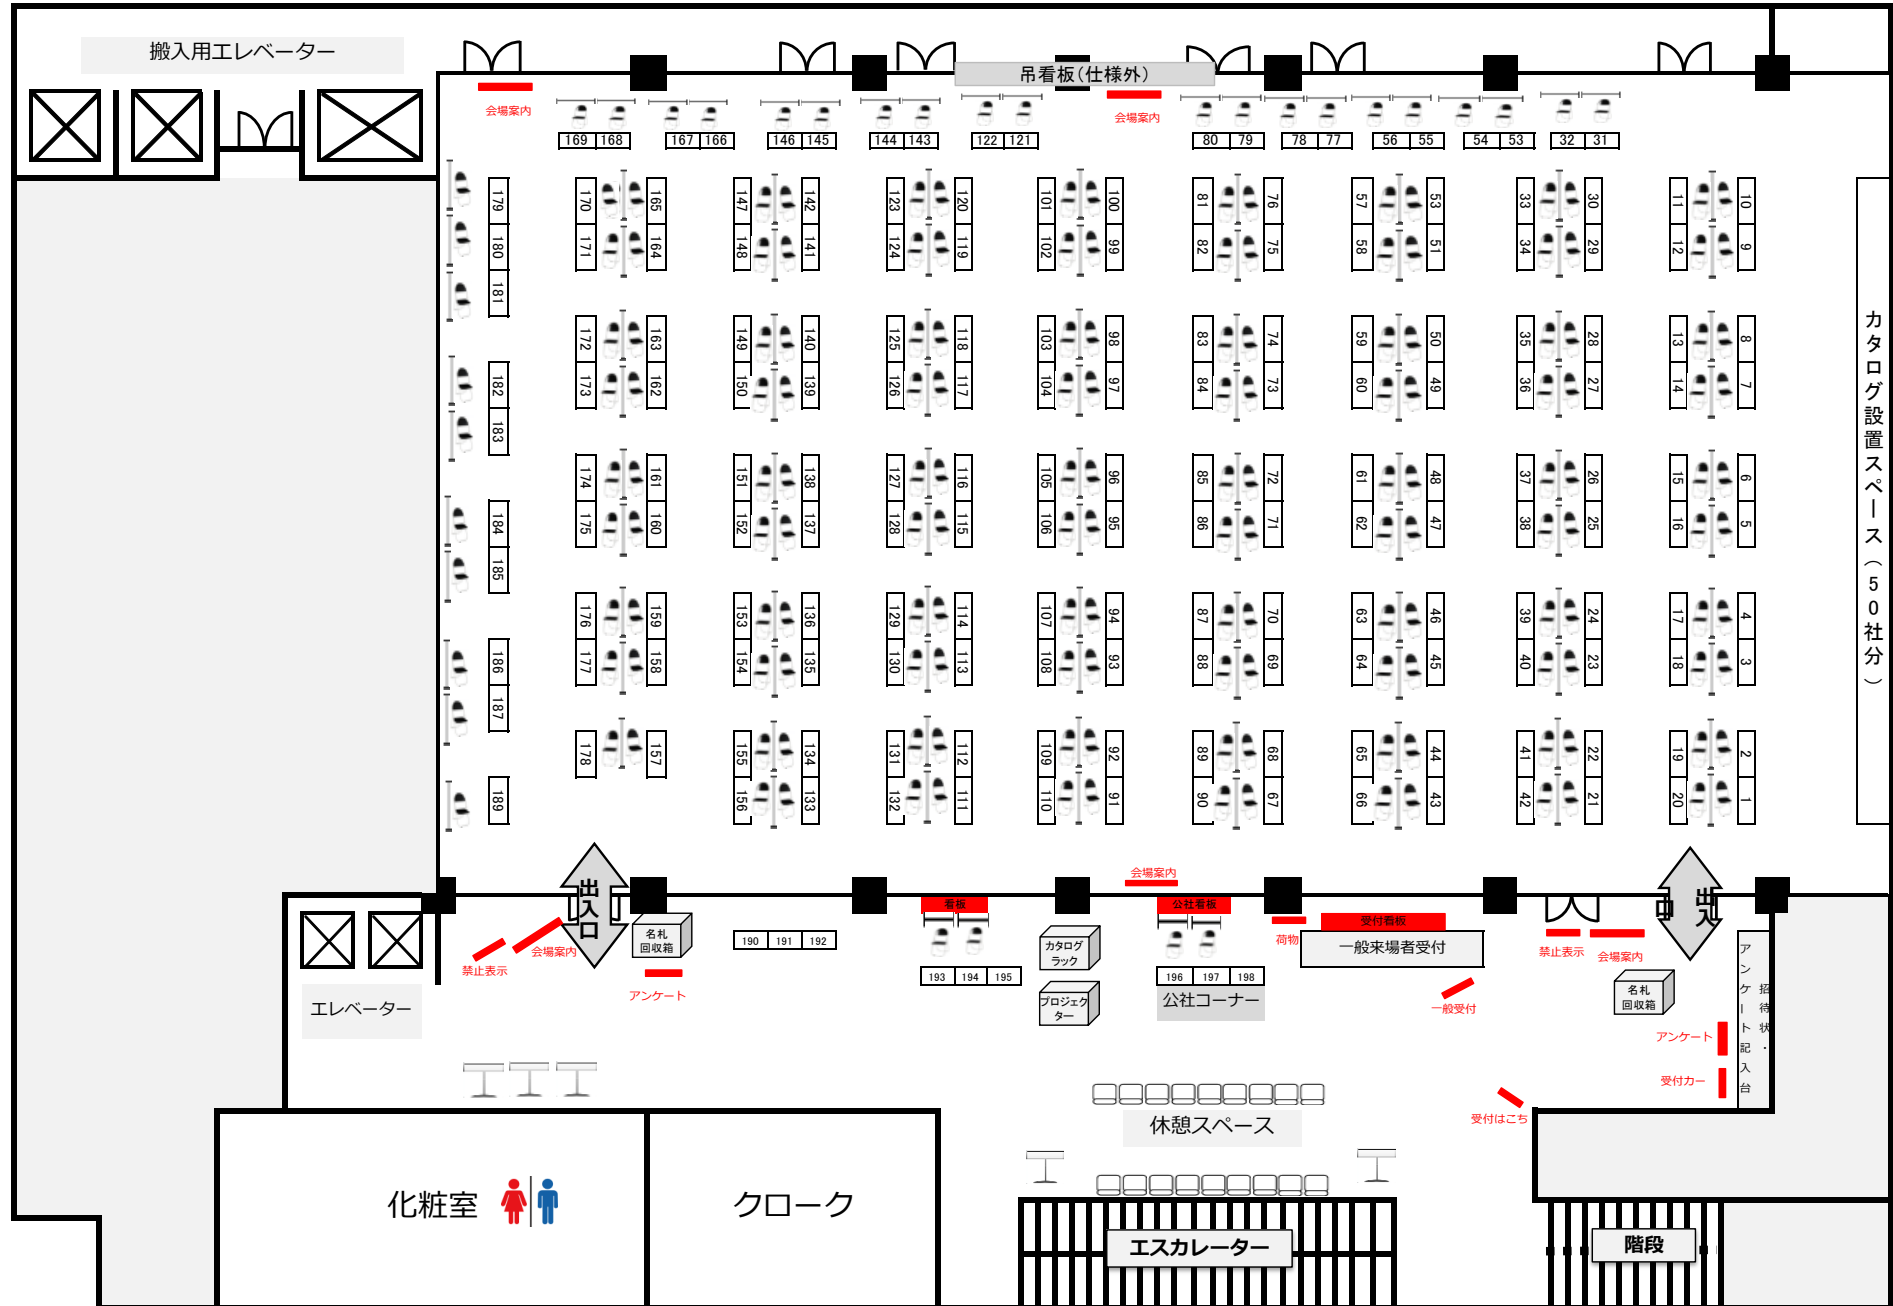 搬入用エレベーター
吊看板(仕様外)
会場案内
会場案内
169 168 167 166 146 145 144 143 122 121 80 79 78 77 56 55 54 53 32 31
179 170 165 147 142 123 120 101 100 81 76 57 53 33 30 11 10
180 171 164 148 141 124 119 102 99 82 75 58 51 34 29 12 9
181
172 163 149 140 125 118 103 98 83 74 59 50 35 28 13 8
182 173 162 150 139 126 117 104 97 84 73 60 49 36 27 14 7
183
174 161 151 138 127 116 105 96 85 72 61 48 37 26 15 6
184 175 160 152 137 128 115 106 95 86 71 62 47 38 25 16 5
185
176 159 153 136 129 114 107 94 87 70 63 46 39 24 17 4
186 177 158 154 135 130 113 108 93 88 69 64 45 40 23 18 3
187
178 157 155 134 131 112 109 92 89 68 65 44 41 22 19 2
189 156 133 132 111 110 91 90 67 66 43 42 21 20 1
カタログ設置スペース(50社分)
会場案内
出入口
出入口
看板
公社看板
受付看板
荷物
一般来場者受付
名札
回収箱
190 191 192
カタログ
ラック
禁止表示
会場案内
禁止表示
会場案内
アンケート
193 194 195
196 197 198
公社コーナー
プロジェク
ター
一般受付
名札
回収箱
招待状・
アンケート記入台
エレベーター
アンケート
受付カー
受付はこち
休憩スペース
化粧室
クローク
エスカレーター
階段